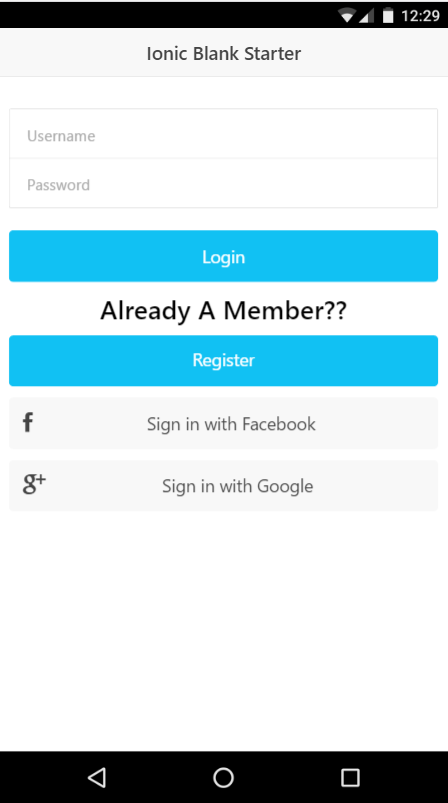 12:29
Ionic Blank Starter
Username
Password
Login
Already A Member??
Register
f Sign in with Facebook
g+ Sign in with Google